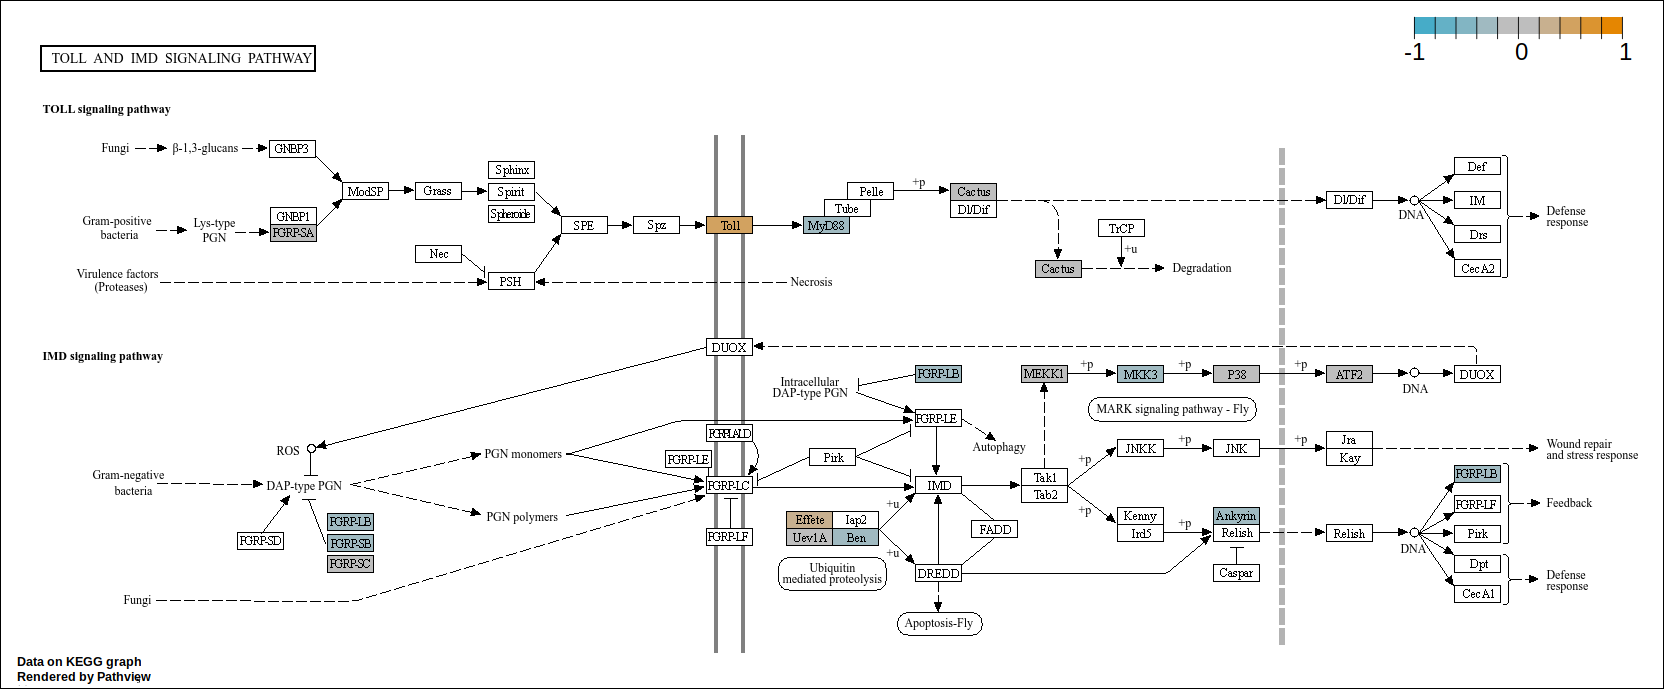 -1 0 1
TOLL AND IMD SIGNALING PATHWAY
TOLL signaling pathway
Fungi
β-1,3-glucans
GNBP3
Sphinx
ModSP
Grass
Spirit
Spheroide
Gram-positive
bacteria
Lys-type
PGN
GNBP1
PGRP-SA
SPE
Spz
Toll
MyD88
Tube
Pelle
+p
Cactus
Dl/Dif
TrCP
+u
Cactus
Degradation
Dl/Dif
DNA
Def
IM
Drs
CecA2
Defense
response
Nec
Virulence factors
(Proteases)
PSH
Necrosis
IMD signaling pathway
DUOX
Intracellular
DAP-type PGN
PGRP-LB
MEKK1
+p
MKK3
+p
P38
+p
ATF2
DNA
DUOX
MARK signaling pathway - Fly
PGRP-LE
Autophagy
ROS
PGN monomers
PGRP-LE
PGRP-LC
Pirk
IMD
Tak1
Tab2
+p
+p
JNKK
+p
JNK
+p
Jra
Kay
Wound repair
and stress response
Gram-negative
bacteria
DAP-type PGN
PGN polymers
PGRP-SD
PGRP-LB
PGRP-SB
PGRP-SC
PGRP-LF
Effete
Iap2
Uev1A
Ben
+u
+u
FADD
Ubiquitin
mediated proteolysis
DREDD
Apoptosis-Fly
Kenny
Ird5
+p
Ankyrin
Relish
Caspar
Relish
DNA
PGRP-LB
PGRP-LF
Pirk
Dpt
CecA1
Feedback
Defense
response
Fungi
Data on KEGG graph
Rendered by Pathview